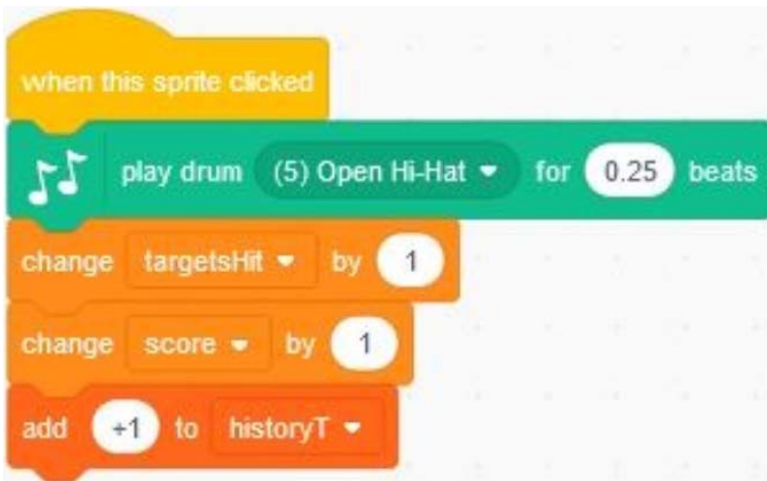 when this sprite clicked
play drum (5) Open Hi-Hat for 0.25 beats
change targetsHit by 1
change score by 1
add +1 to historyT